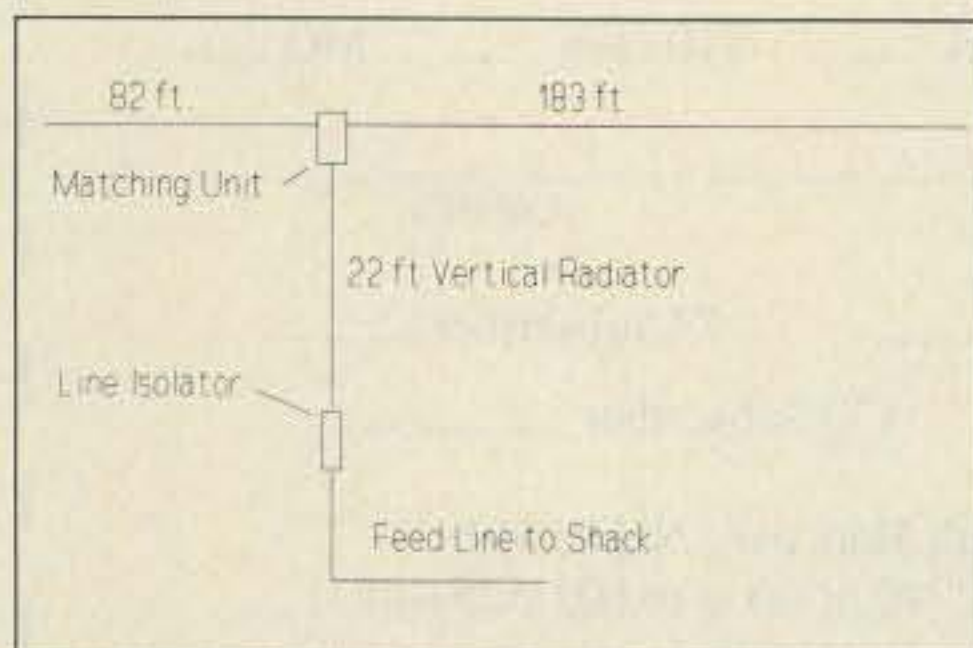 82 ft.
183 ft
Matching Unit
22 ft Vertical Radiator
Line Isolator
Feed Line to Shack